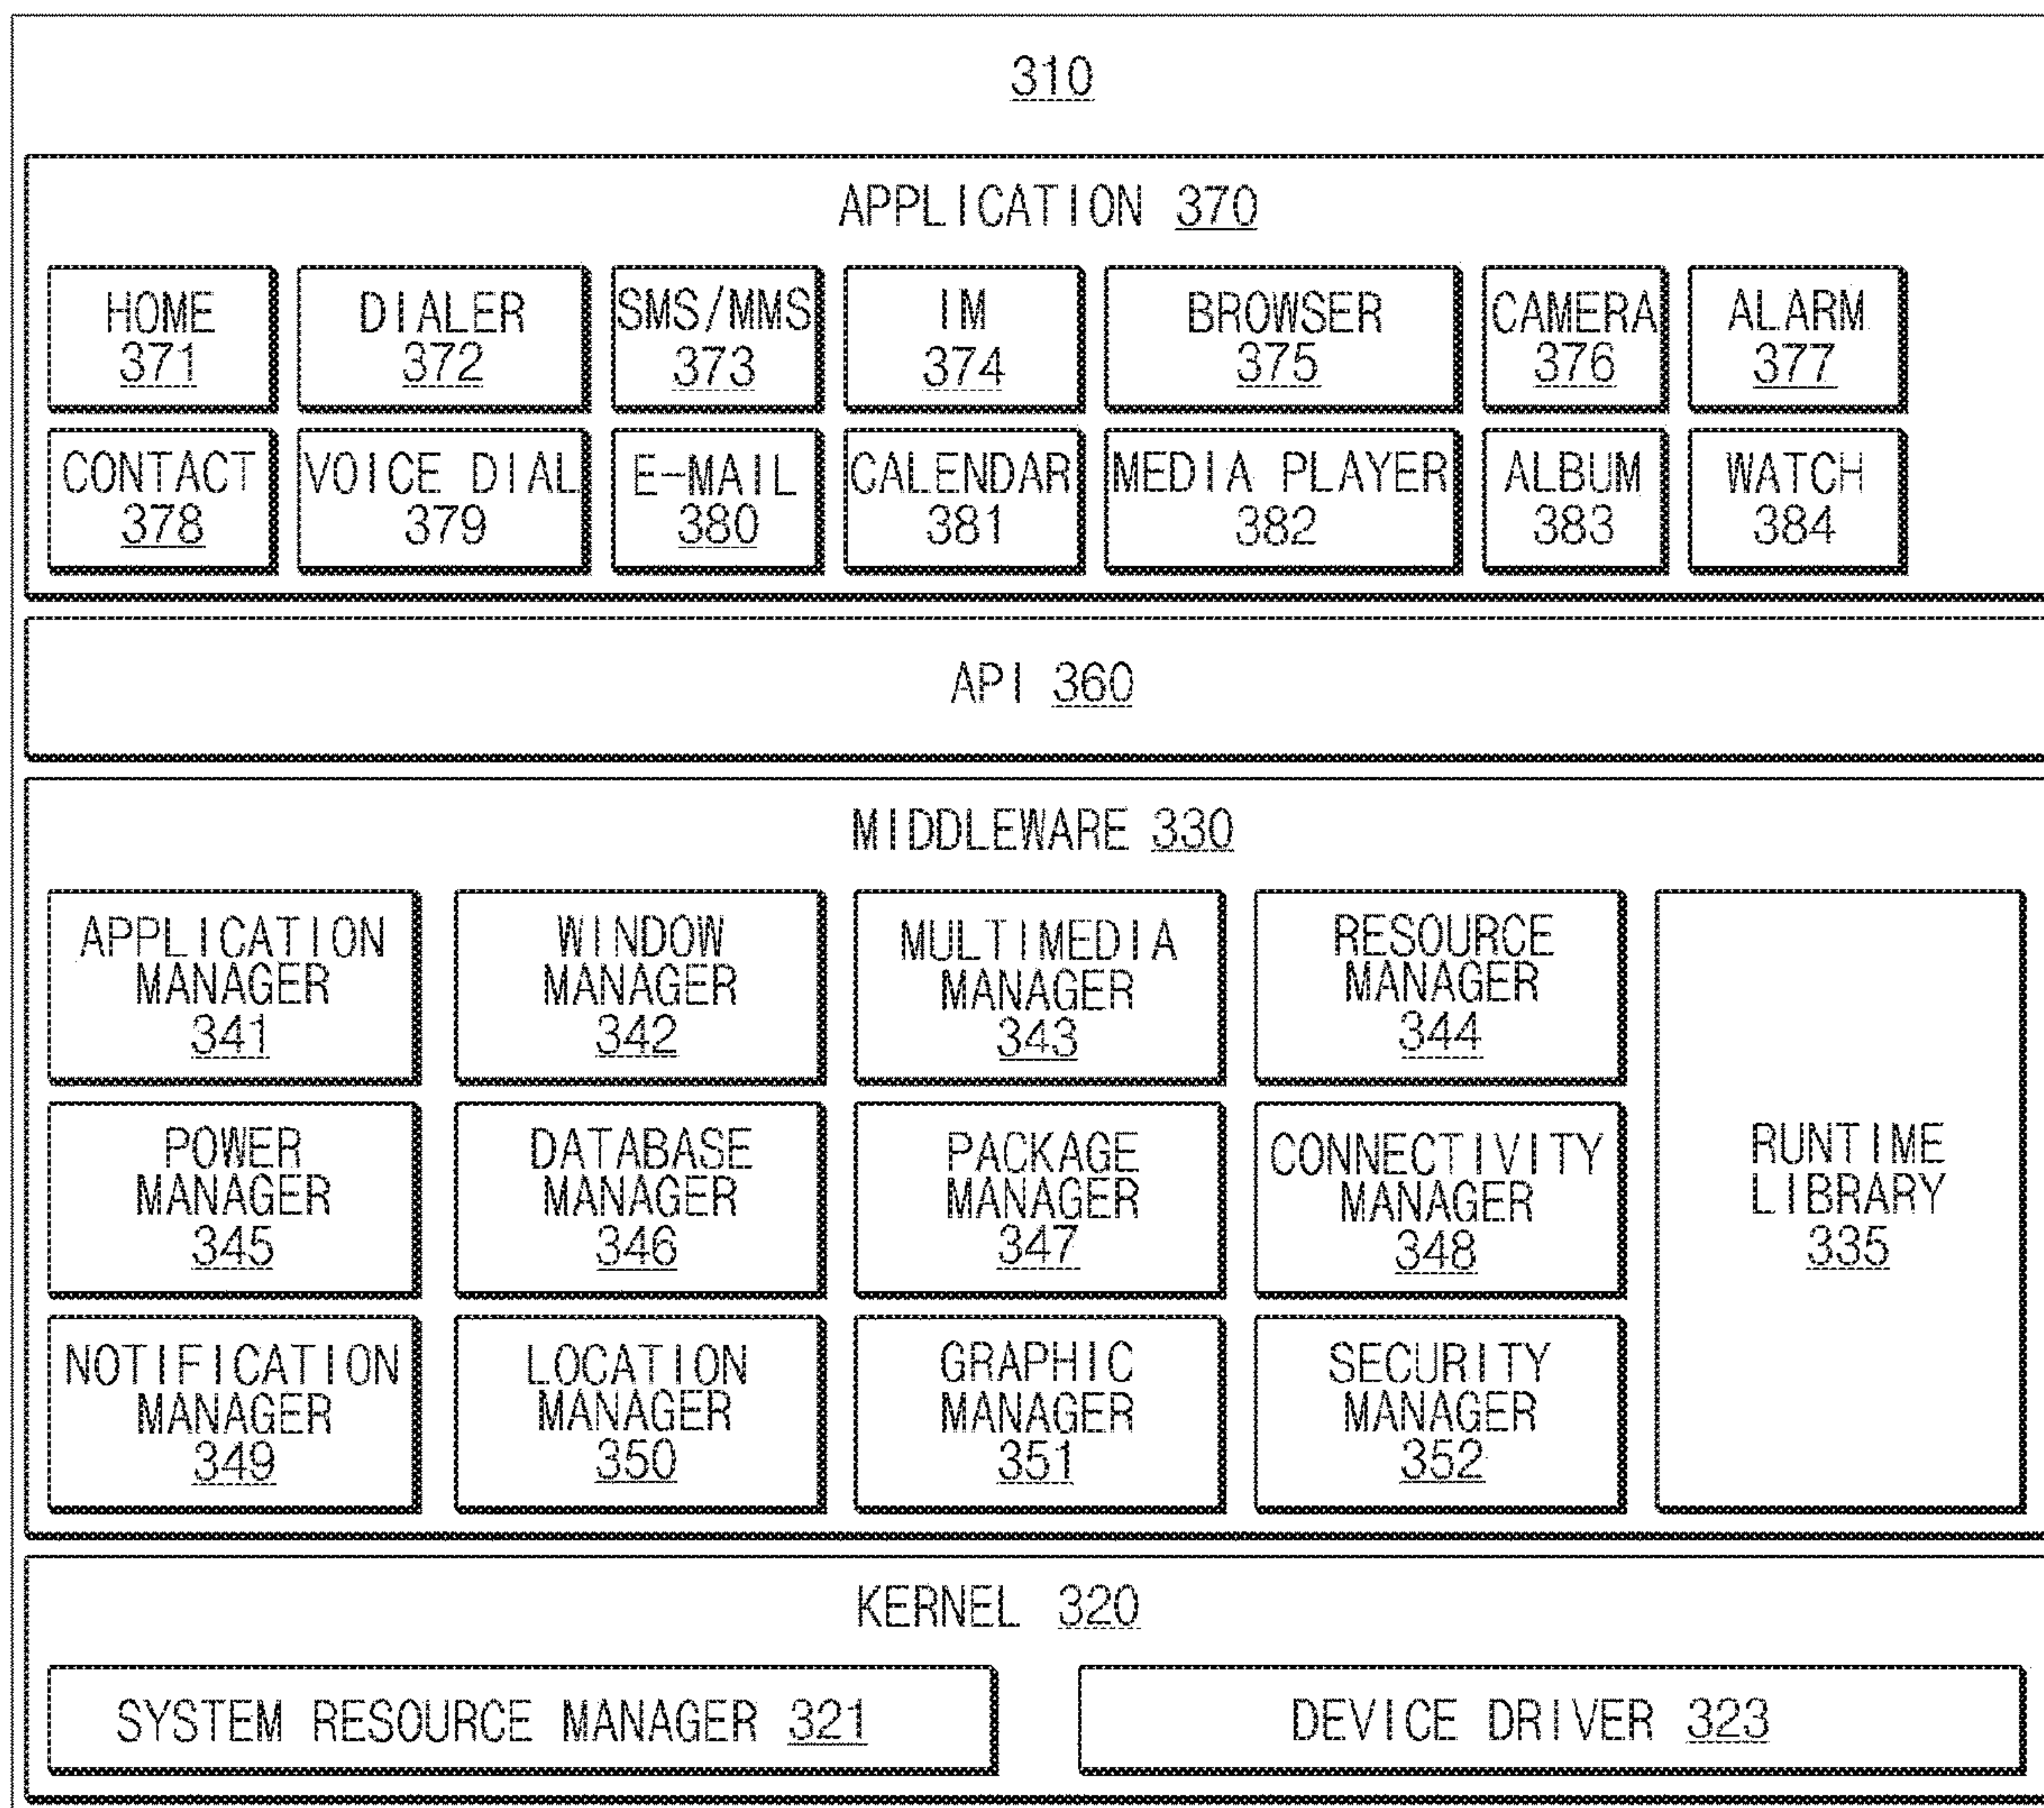 310
APPLICATION 370
HOME
371
DIALER
372
SMS/MMS
373
IM
374
BROWSER
375
CAMERA
376
ALARM
377
CONTACT
378
VOICE DIAL
379
E-MAIL
380
CALENDAR
381
MEDIA PLAYER
382
ALBUM
383
WATCH
384
API 360
MIDDLEWARE 330
APPLICATION
MANAGER
341
WINDOW
MANAGER
342
MULTIMEDIA
MANAGER
343
RESOURCE
MANAGER
344
POWER
MANAGER
345
DATABASE
MANAGER
346
PACKAGE
MANAGER
347
CONNECTIVITY
MANAGER
348
RUNTIME
LIBRARY
335
NOTIFICATION
MANAGER
349
LOCATION
MANAGER
350
GRAPHIC
MANAGER
351
SECURITY
MANAGER
352
KERNEL 320
SYSTEM RESOURCE MANAGER 321
DEVICE DRIVER 323